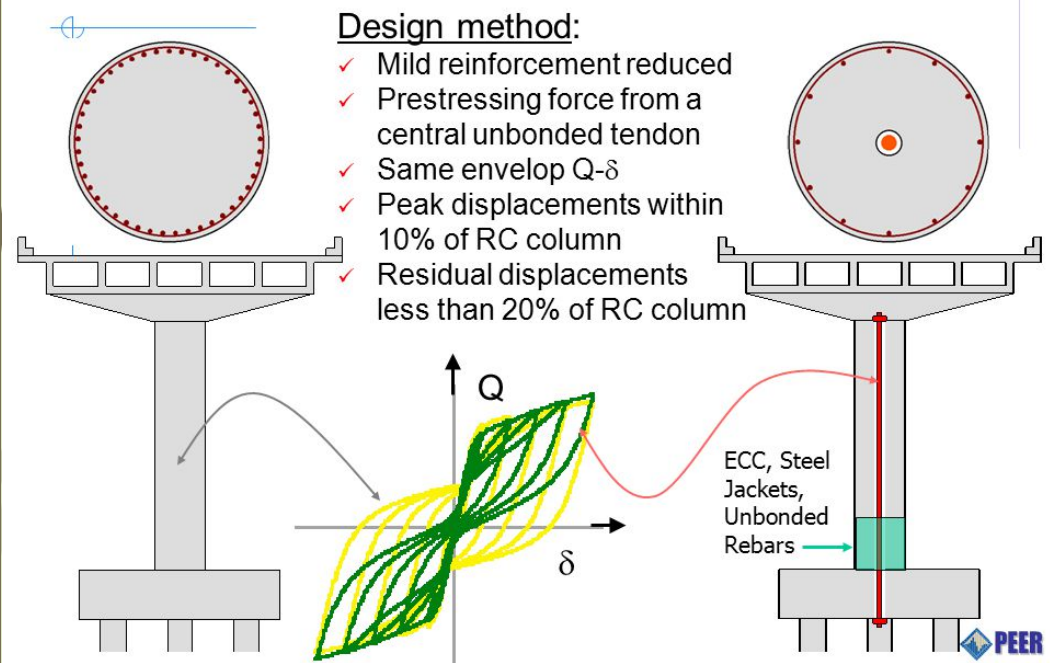 Design method:
✓ Mild reinforcement reduced
✓ Prestressing force from a
central unbonded tendon
✓ Same envelop Q-δ
✓ Peak displacements within
10% of RC column
✓ Residual displacements
less than 20% of RC column
Q
δ
ECC, Steel
Jackets,
Unbonded
Rebars
PEER